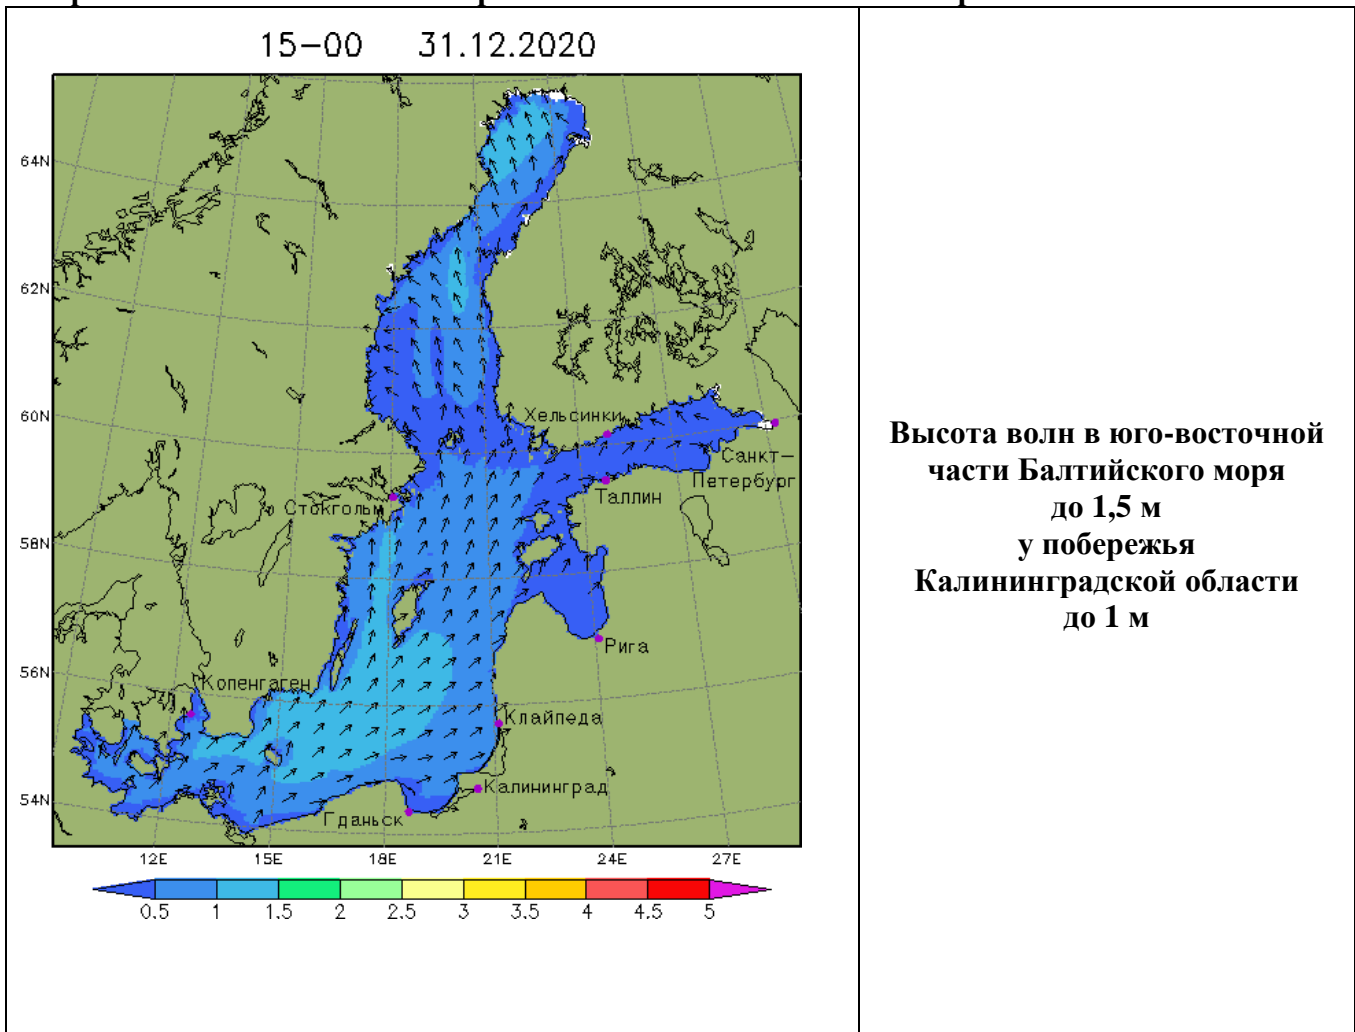 15-00 31.12.2020
64N
62N
60N
58N
56N
54N
Хельсинки
Санкт-
Петербург
Таллин
Стокгольм
Рига
Копенгаген
Клайпеда
Калининград
Гданьск
12E 15E 18E 21E 24E 27E
0.5 1 1.5 2 2.5 3 3.5 4 4.5 5
Высота волн в юго-восточной
части Балтийского моря
до 1,5 м
у побережья
Калининградской области
до 1 м